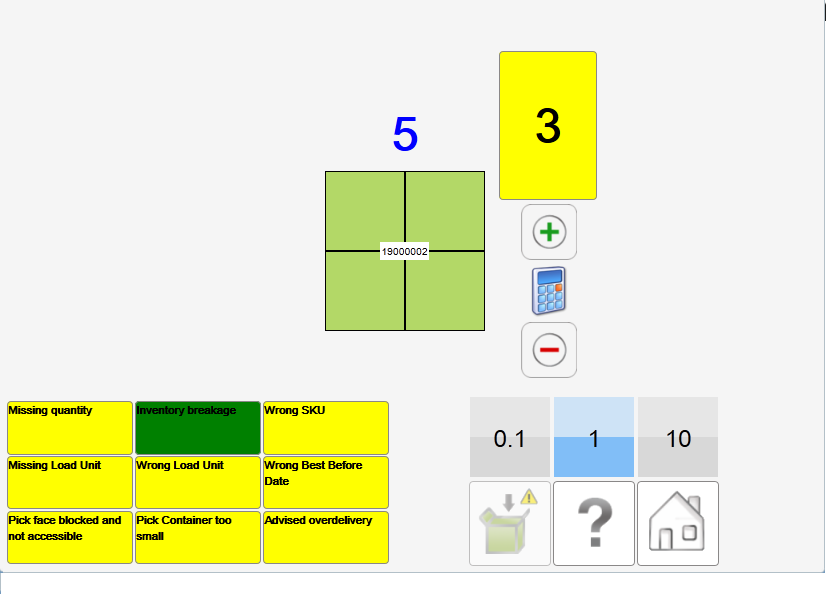 3
5
19000002
Missing quantity
Inventory breakage
Wrong SKU
Missing Load Unit
Wrong Load Unit
Wrong Best Before
Date
Pick face blocked and
not accessible
Pick Container too
small
Advised overdelivery
0.1
1
10
?